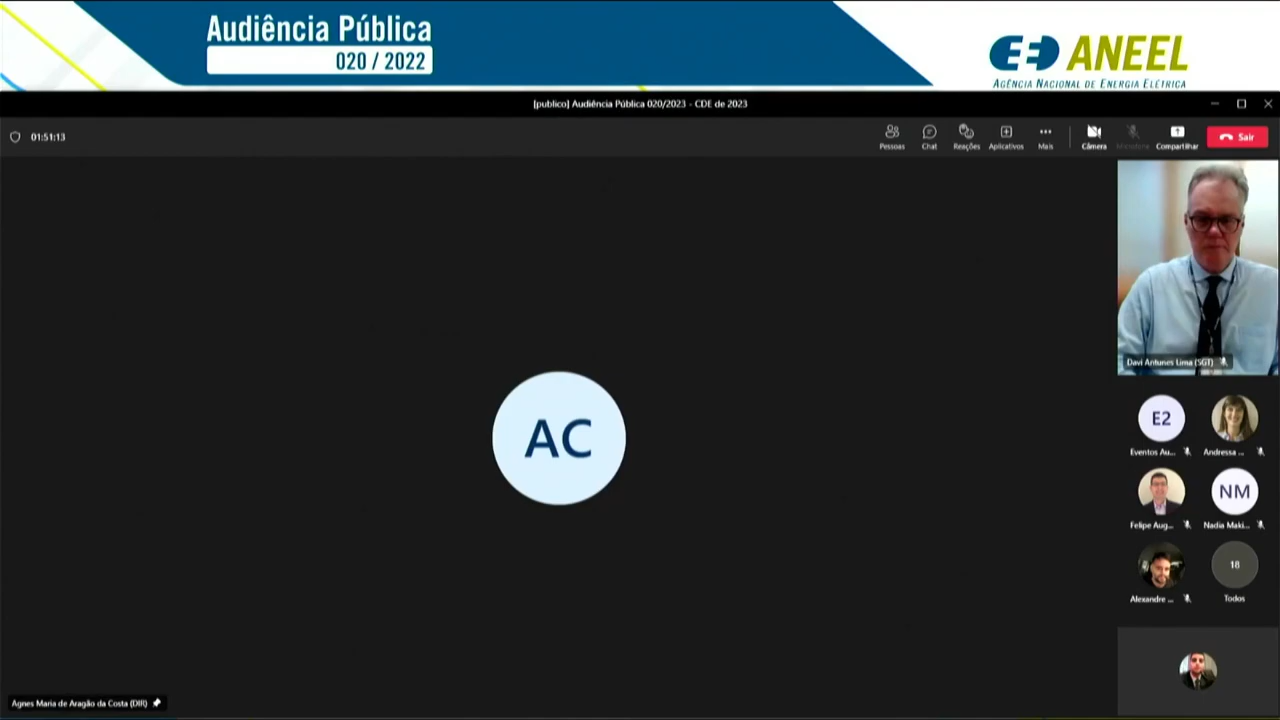 Audiência Pública
020 / 2022
ANEEL
AGÊNCIA NACIONAL DE ENERGIA ELÉTRICA
[publico] Audiência Pública 020/2023 - CDE de 2023
01:51:13
Pessoas
Chat
Reações
Aplicativos
Mais
Câmera
Microfone
Compartilhar
Sair
Davi Antunes Lima (SGT)
E2
Eventos Au...
Andressa ...
Felipe Aug...
NM
Nadia Maki...
Alexandre ...
18
Todos
AC
Agnes Maria de Aragão da Costa (DIR)